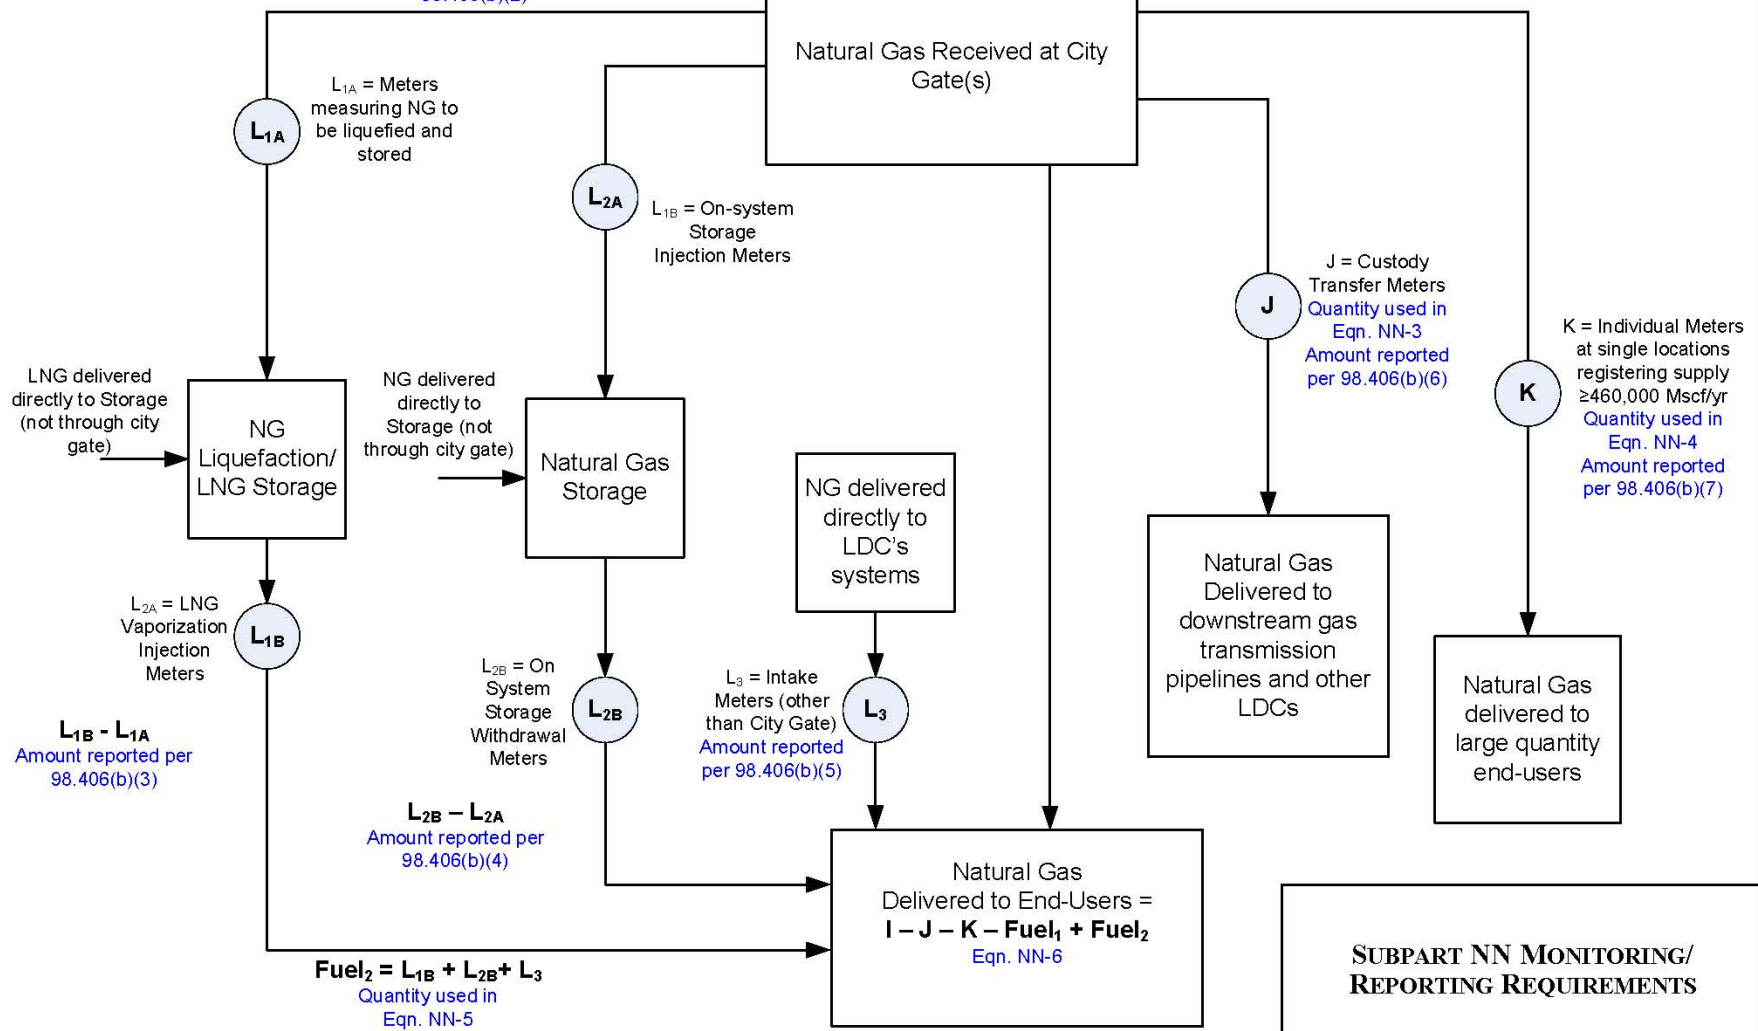 98.406(b)(2)
Natural Gas Received at City
Gate(s)
L1A = Meters
measuring NG to
be liquefied and
stored
L1A
L2A
L1B = On-system
Storage
Injection Meters
J = Custody
Transfer Meters
Quantity used in
Eqn. NN-3
Amount reported
per 98.406(b)(6)
J
K = Individual Meters
at single locations
registering supply
≥460,000 Mscf/yr
Quantity used in
Eqn. NN-4
Amount reported
per 98.406(b)(7)
K
LNG delivered
directly to Storage
(not through city
gate)
NG
Liquefaction/
LNG Storage
NG delivered
directly to
Storage (not
through city gate)
Natural Gas
Storage
NG delivered
directly to
LDC's
systems
Natural Gas
Delivered to
downstream gas
transmission
pipelines and other
LDCs
Natural Gas
delivered to
large quantity
end-users
L2A = LNG
Vaporization
Injection
Meters
L1B
L2B = On
System
Storage
Withdrawal
Meters
L2B
L3 = Intake
Meters (other
than City Gate)
Amount reported
per 98.406(b)(5)
L3
L1B - L1A
Amount reported per
98.406(b)(3)
L2B – L2A
Amount reported per
98.406(b)(4)
Natural Gas
Delivered to End-Users =
I – J – K – Fuel1 + Fuel2
Eqn. NN-6
Fuel2 = L1B + L2B+ L3
Quantity used in
Eqn. NN-5
SUBPART NN MONITORING/
REPORTING REQUIREMENTS